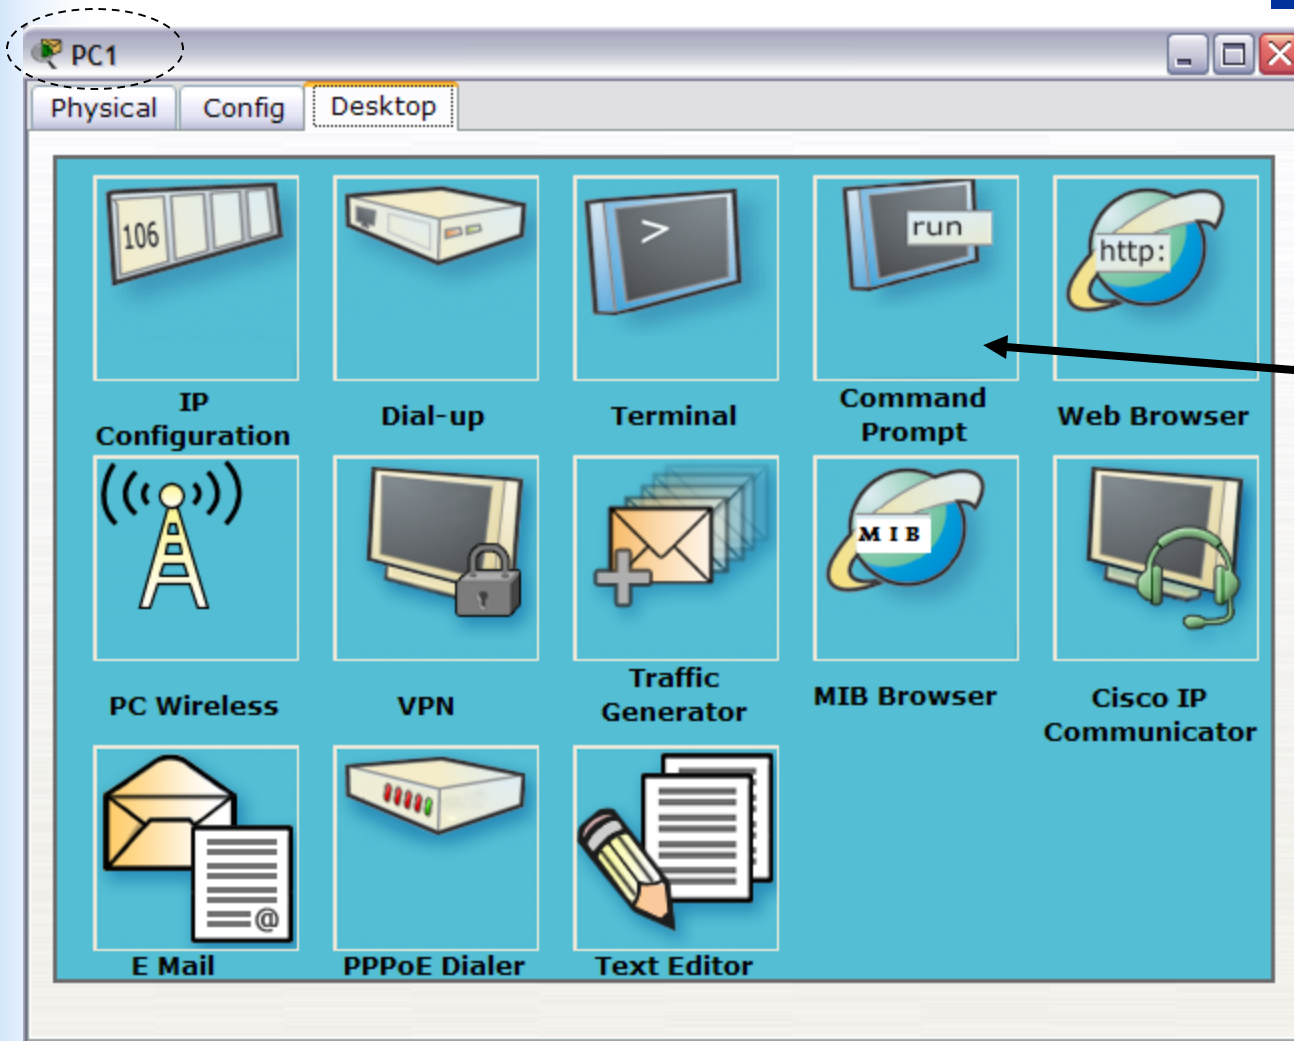 PC1
Physical Config Desktop
106
>
run
http:
IP
Configuration
Dial-up
Terminal
Command
Prompt
Web Browser
MIB
PC Wireless
VPN
Traffic
Generator
MIB Browser
Cisco IP
Communicator
@
E Mail
PPPoE Dialer
Text Editor